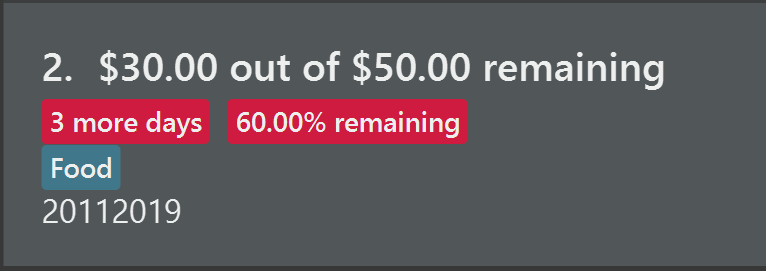 2. $30.00 out of $50.00 remaining
3 more days 60.00% remaining
Food
20112019